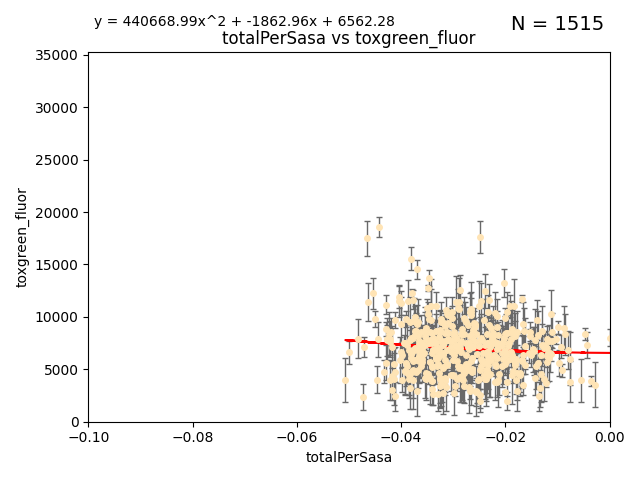 y = 440668.99x^2 + -1862.96x + 6562.28
N = 1515
totalPerSasa vs toxgreen_fluor
35000
30000
25000
20000
15000
10000
5000
0
toxgreen_fluor
−0.10
−0.08
−0.06
−0.04
−0.02
0.00
totalPerSasa